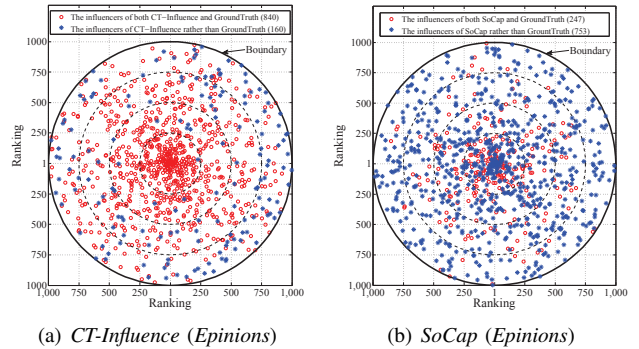 The influencers of both CT-Influence and GroundTruth (840)
The influencers of CT-Influence rather than GroundTruth (160)
Boundary
Ranking
1000
750
500
250
1
250
500
750
1000
1,000 750 500 250 1 250 500 750 1,000
Ranking
(a) CT-Influence (Epinions)
The influencers of both SoCap and GroundTruth (247)
The influencers of SoCap rather than GrountTruth (753)
Boundary
Ranking
1000
750
500
250
1
250
500
750
1000
1,000 750 500 250 1 250 500 750 1,000
Ranking
(b) SoCap (Epinions)